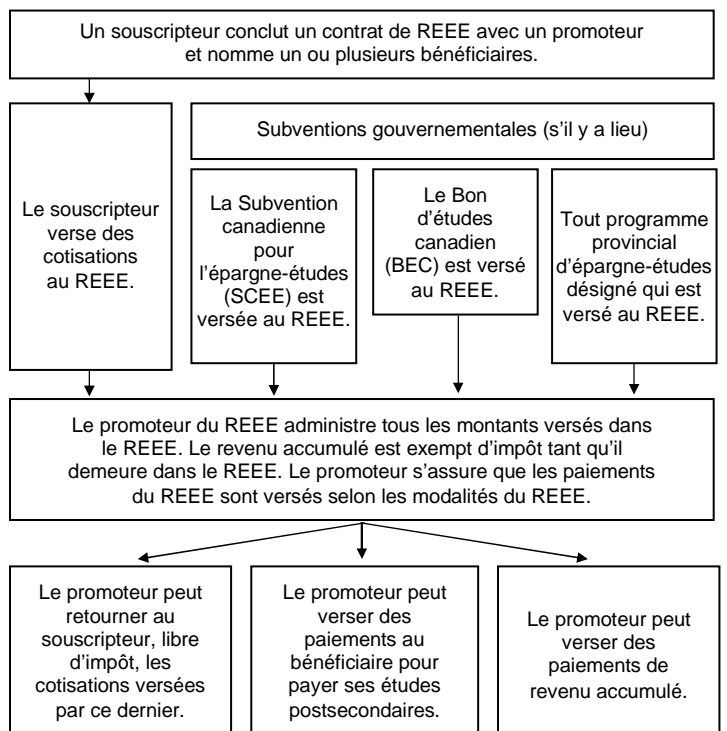 Un souscripteur conclut un contrat de REEE avec un promoteur
et nomme un ou plusieurs bénéficiaires.
Le souscripteur
verse des
cotisations
au REEE.
Subventions gouvernementales (s’il y a lieu)
La Subvention
canadienne
pour
l’épargne-études
(SCEE) est
versée au REEE.
Le Bon
d’études
canadien
(BEC) est versé
au REEE.
Tout programme
provincial
d’épargne-études
désigné qui est
versé au REEE.
Le promoteur du REEE administre tous les montants versés dans
le REEE. Le revenu accumulé est exempt d’impôt tant qu’il
demeure dans le REEE. Le promoteur s’assure que les paiements
du REEE sont versés selon les modalités du REEE.
Le promoteur peut
retourner au
souscripteur, libre
d’impôt, les
cotisations versées
par ce dernier.
Le promoteur peut
verser des
paiements au
bénéficiaire pour
payer ses études
postsecondaires.
Le promoteur peut
verser des
paiements de
revenu accumulé.